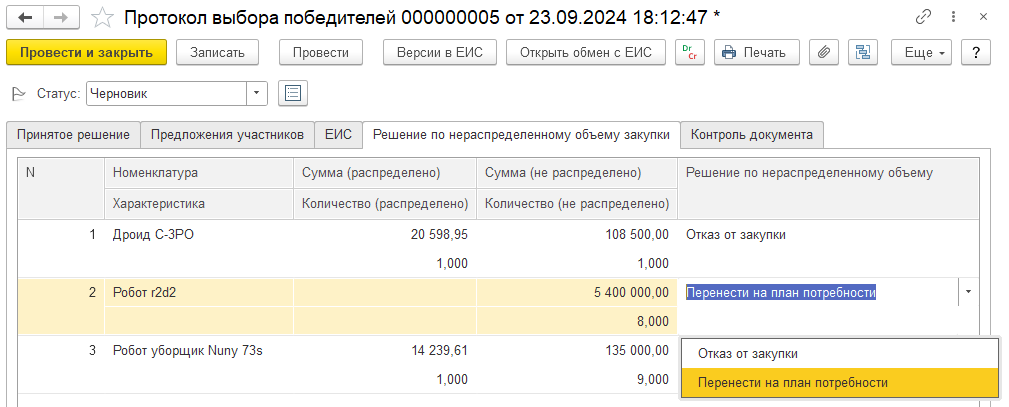 Протокол выбора победителей 000000005 от 23.09.2024 18:12:47 *
Провести и закрыть Записать Провести Версии в ЕИС Открыть обмен с ЕИС Dr Cr Печать Еще ?
Статус: Черновик
Принятое решение Предложения участников ЕИС Решение по нераспределенному объему закупки Контроль документа
N Номенклатура Сумма (распределено) Сумма (не распределено) Решение по нераспределенному объему
Характеристика Количество (распределено) Количество (не распределено)
1 Дроид C-3PO 20 598,95 108 500,00 Отказ от закупки
1,000 1,000
2 Робот r2d2 5 400 000,00 Перенести на план потребности
8,000
3 Робот уборщик Nuny 73s 14 239,61 135 000,00 Отказ от закупки
1,000 9,000 Перенести на план потребности